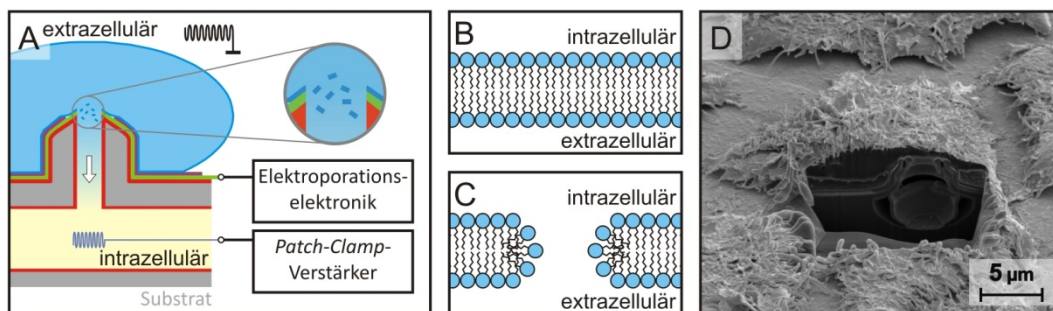 A
extrazellulär
Elektroporations-
elektronik
Patch-Clamp-
Verstärker
intrazellulär
Substrat
B
intrazellulär
extrazellulär
C
intrazellulär
extrazellulär
D
5 µm